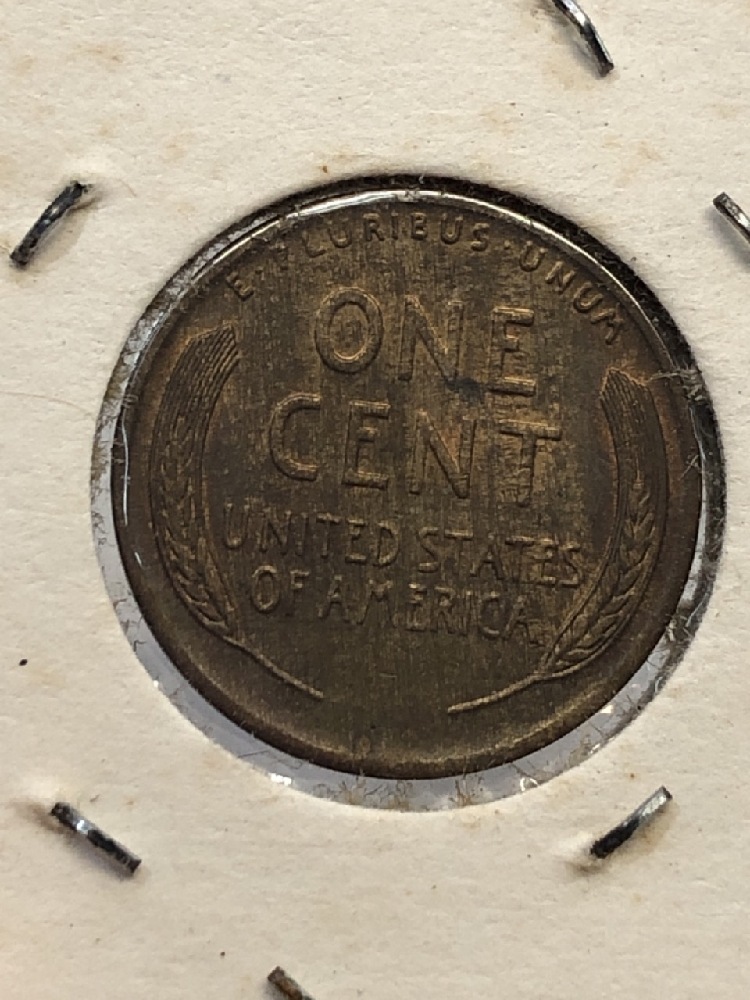 E·PLURIBUS·UNUM
ONE
CENT
UNITED STATES
OF AMERICA